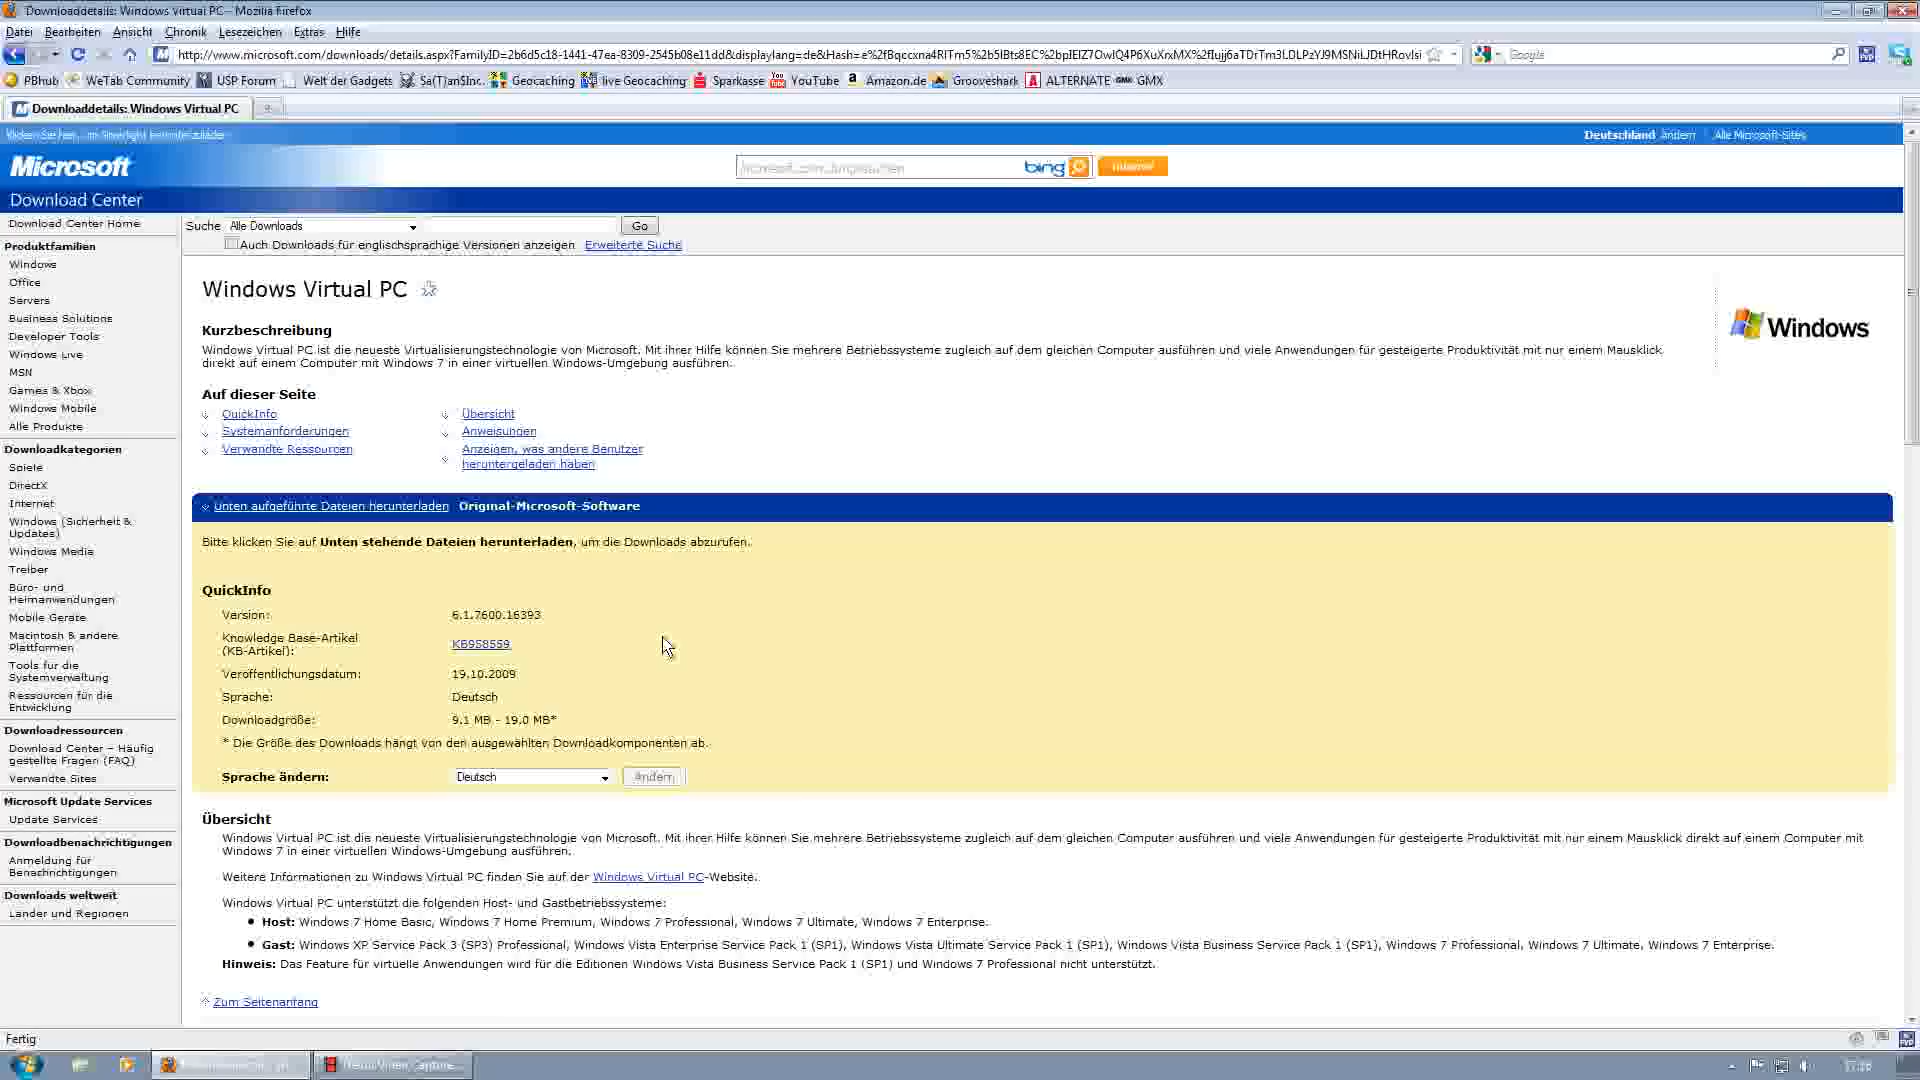 Downloaddetails: Windows Virtual PC - Mozilla Firefox
Datei Bearbeiten Ansicht Chronik Lesezeichen Extras Hilfe
Google
PBhub WeTab Community USP Forum Welt der Gadgets Sa(T)an$Inc. Geocaching live Geocaching Sparkasse YouTube Amazon.de Grooveshark ALTERNATE GMX
Downloaddetails: Windows Virtual PC
Deutschland Ändern Alle Microsoft-Sites
Microsoft
bing
Download Center
Download Center Home
Produktfamilien
Windows
Office
Servers
Business Solutions
Developer Tools
Windows Live
MSN
Games & Xbox
Windows Mobile
Alle Produkte
Downloadkategorien
Spiele
DirectX
Internet
Windows (Sicherheit &
Updates)
Windows Media
Treiber
Büro- und
Heimanwendungen
Mobile Geräte
Macintosh & andere
Plattformen
Tools für die
Systemverwaltung
Ressourcen für die
Entwicklung
Downloadressourcen
Download Center – Häufig
gestellte Fragen (FAQ)
Verwandte Sites
Microsoft Update Services
Update Services
Downloadbenachrichtigungen
Anmeldung für
Benachrichtigungen
Downloads weltweit
Länder und Regionen
Suche Alle Downloads Go
Auch Downloads für englischsprachige Versionen anzeigen Erweiterte Suche
Windows Virtual PC
Windows
Kurzbeschreibung
Windows Virtual PC ist die neueste Virtualisierungstechnologie von Microsoft. Mit ihrer Hilfe können Sie mehrere Betriebssysteme zugleich auf dem gleichen Computer ausführen und viele Anwendungen für gesteigerte Produktivität mit nur einem Mausklick
direkt auf einem Computer mit Windows 7 in einer virtuellen Windows-Umgebung ausführen.
Auf dieser Seite
QuickInfo
Systemanforderungen
Verwandte Ressourcen
Übersicht
Anweisungen
Anzeigen, was andere Benutzer
heruntergeladen haben
Unten aufgeführte Dateien herunterladen Original-Microsoft-Software
Bitte klicken Sie auf Unten stehende Dateien herunterladen, um die Downloads abzurufen.
QuickInfo
Version: 6.1.7600.16393
Knowledge Base-Artikel
(KB-Artikel): KB958559
Veröffentlichungsdatum: 19.10.2009
Sprache: Deutsch
Downloadgröße: 9.1 MB - 19.0 MB*
* Die Größe des Downloads hängt von den ausgewählten Downloadkomponenten ab.
Sprache ändern: Deutsch Ändern
Übersicht
Windows Virtual PC ist die neueste Virtualisierungstechnologie von Microsoft. Mit ihrer Hilfe können Sie mehrere Betriebssysteme zugleich auf dem gleichen Computer ausführen und viele Anwendungen für gesteigerte Produktivität mit nur einem Mausklick direkt auf einem Computer mit
Windows 7 in einer virtuellen Windows-Umgebung ausführen.
Weitere Informationen zu Windows Virtual PC finden Sie auf der Windows Virtual PC-Website.
Windows Virtual PC unterstützt die folgenden Host- und Gastbetriebssysteme:
Host: Windows 7 Home Basic, Windows 7 Home Premium, Windows 7 Professional, Windows 7 Ultimate, Windows 7 Enterprise.
Gast: Windows XP Service Pack 3 (SP3) Professional, Windows Vista Enterprise Service Pack 1 (SP1), Windows Vista Ultimate Service Pack 1 (SP1), Windows Vista Business Service Pack 1 (SP1), Windows 7 Professional, Windows 7 Ultimate, Windows 7 Enterprise.
Hinweis: Das Feature für virtuelle Anwendungen wird für die Editionen Windows Vista Business Service Pack 1 (SP1) und Windows 7 Professional nicht unterstützt.
Zum Seitenanfang
Fertig